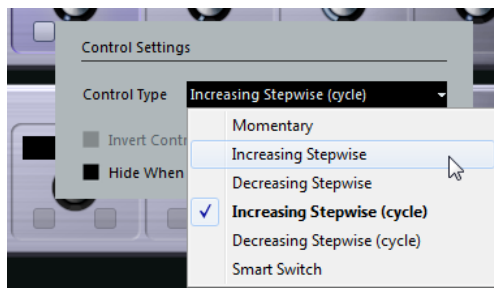 Control Settings
Control Type Increasing Stepwise (cycle)
Momentary
Invert Contr
Increasing Stepwise
Hide When
Decreasing Stepwise
Increasing Stepwise (cycle)
Decreasing Stepwise (cycle)
Smart Switch